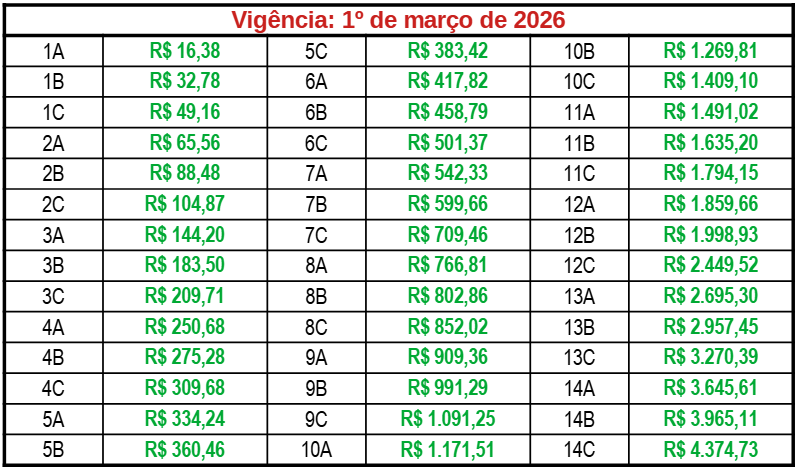 Vigência: 1º de março de 2026
1A R$ 16,38 5C R$ 383,42 10B R$ 1.269,81
1B R$ 32,78 6A R$ 417,82 10C R$ 1.409,10
1C R$ 49,16 6B R$ 458,79 11A R$ 1.491,02
2A R$ 65,56 6C R$ 501,37 11B R$ 1.635,20
2B R$ 88,48 7A R$ 542,33 11C R$ 1.794,15
2C R$ 104,87 7B R$ 599,66 12A R$ 1.859,66
3A R$ 144,20 7C R$ 709,46 12B R$ 1.998,93
3B R$ 183,50 8A R$ 766,81 12C R$ 2.449,52
3C R$ 209,71 8B R$ 802,86 13A R$ 2.695,30
4A R$ 250,68 8C R$ 852,02 13B R$ 2.957,45
4B R$ 275,28 9A R$ 909,36 13C R$ 3.270,39
4C R$ 309,68 9B R$ 991,29 14A R$ 3.645,61
5A R$ 334,24 9C R$ 1.091,25 14B R$ 3.965,11
5B R$ 360,46 10A R$ 1.171,51 14C R$ 4.374,73